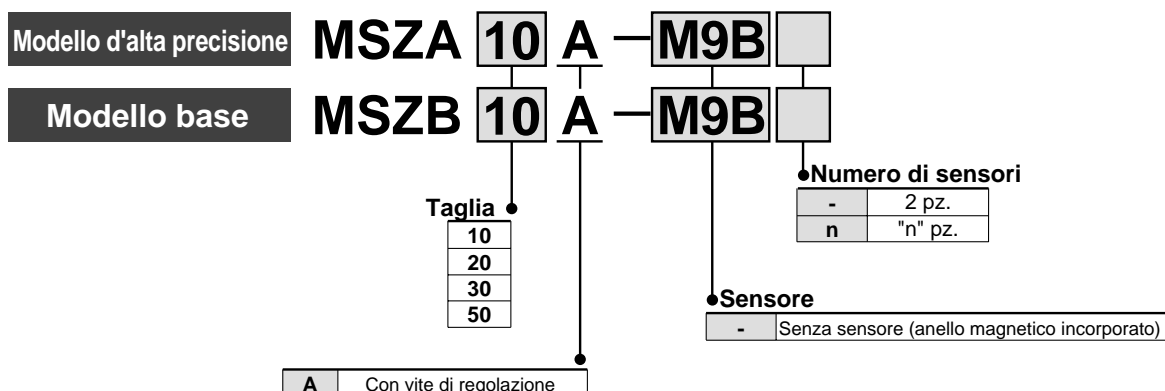 Modello d'alta precisione MSZA 10 A — M9B
Modello base MSZB 10 A — M9B
Numero di sensori
- 2 pz.
n "n" pz.
Taglia
10
20
30
50
Sensore
- Senza sensore (anello magnetico incorporato)
A Con vite di regolazione